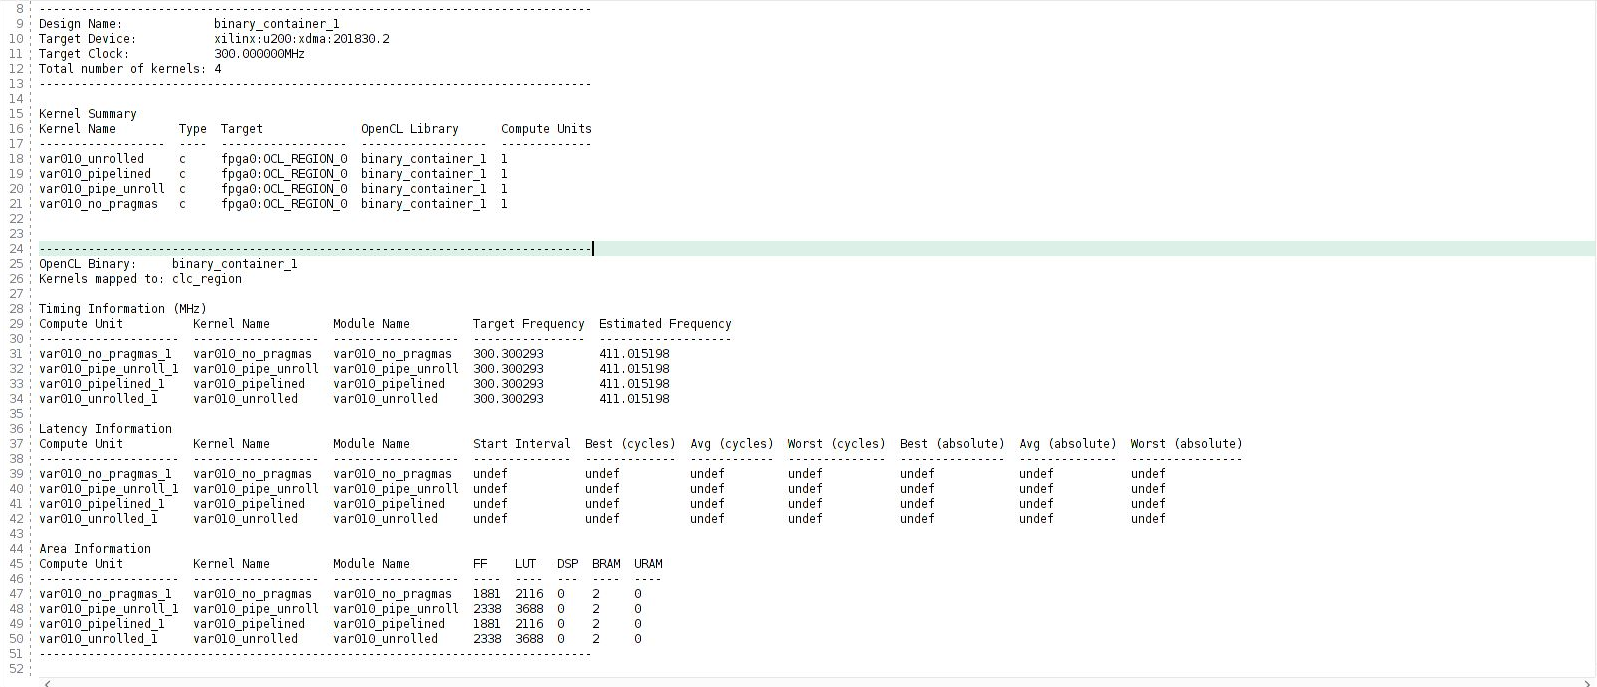 8 -------------------------------------------------------------------------------
9 Design Name:             binary_container_1
10 Target Device:           xilinx:u200:xdma:201830.2
11 Target Clock:            300.000000MHz
12 Total number of kernels: 4
13 -------------------------------------------------------------------------------
14
15 Kernel Summary
16 Kernel Name         Type  Target              OpenCL Library      Compute Units
17 ------------------  ----  ------------------  ------------------  -------------
18 var010_unrolled     c     fpga0:OCL_REGION_0  binary_container_1  1
19 var010_pipelined    c     fpga0:OCL_REGION_0  binary_container_1  1
20 var010_pipe_unroll  c     fpga0:OCL_REGION_0  binary_container_1  1
21 var010_no_pragmas   c     fpga0:OCL_REGION_0  binary_container_1  1
22
23
24 -------------------------------------------------------------------------------
25 OpenCL Binary:     binary_container_1
26 Kernels mapped to: clc_region
27
28 Timing Information (MHz)
29 Compute Unit          Kernel Name         Module Name         Target Frequency  Estimated Frequency
30 --------------------  ------------------  ------------------  ----------------  -------------------
31 var010_no_pragmas_1   var010_no_pragmas   var010_no_pragmas   300.300293        411.015198
32 var010_pipe_unroll_1  var010_pipe_unroll  var010_pipe_unroll  300.300293        411.015198
33 var010_pipelined_1    var010_pipelined    var010_pipelined    300.300293        411.015198
34 var010_unrolled_1     var010_unrolled     var010_unrolled     300.300293        411.015198
35
36 Latency Information
37 Compute Unit          Kernel Name         Module Name         Start Interval  Best (cycles)  Avg (cycles)  Worst (cycles)  Best (absolute)  Avg (absolute)  Worst (absolute)
38 --------------------  ------------------  ------------------  --------------  -------------  ------------  --------------  ---------------  --------------  ----------------
39 var010_no_pragmas_1   var010_no_pragmas   var010_no_pragmas   undef           undef          undef         undef           undef            undef           undef
40 var010_pipe_unroll_1  var010_pipe_unroll  var010_pipe_unroll  undef           undef          undef         undef           undef            undef           undef
41 var010_pipelined_1    var010_pipelined    var010_pipelined    undef           undef          undef         undef           undef            undef           undef
42 var010_unrolled_1     var010_unrolled     var010_unrolled     undef           undef          undef         undef           undef            undef           undef
43
44 Area Information
45 Compute Unit          Kernel Name         Module Name         FF    LUT   DSP  BRAM  URAM
46 --------------------  ------------------  ------------------  ----  ----  ---  ----  ----
47 var010_no_pragmas_1   var010_no_pragmas   var010_no_pragmas   1881  2116  0    2     0
48 var010_pipe_unroll_1  var010_pipe_unroll  var010_pipe_unroll  2338  3688  0    2     0
49 var010_pipelined_1    var010_pipelined    var010_pipelined    1881  2116  0    2     0
50 var010_unrolled_1     var010_unrolled     var010_unrolled     2338  3688  0    2     0
51 -------------------------------------------------------------------------------
52